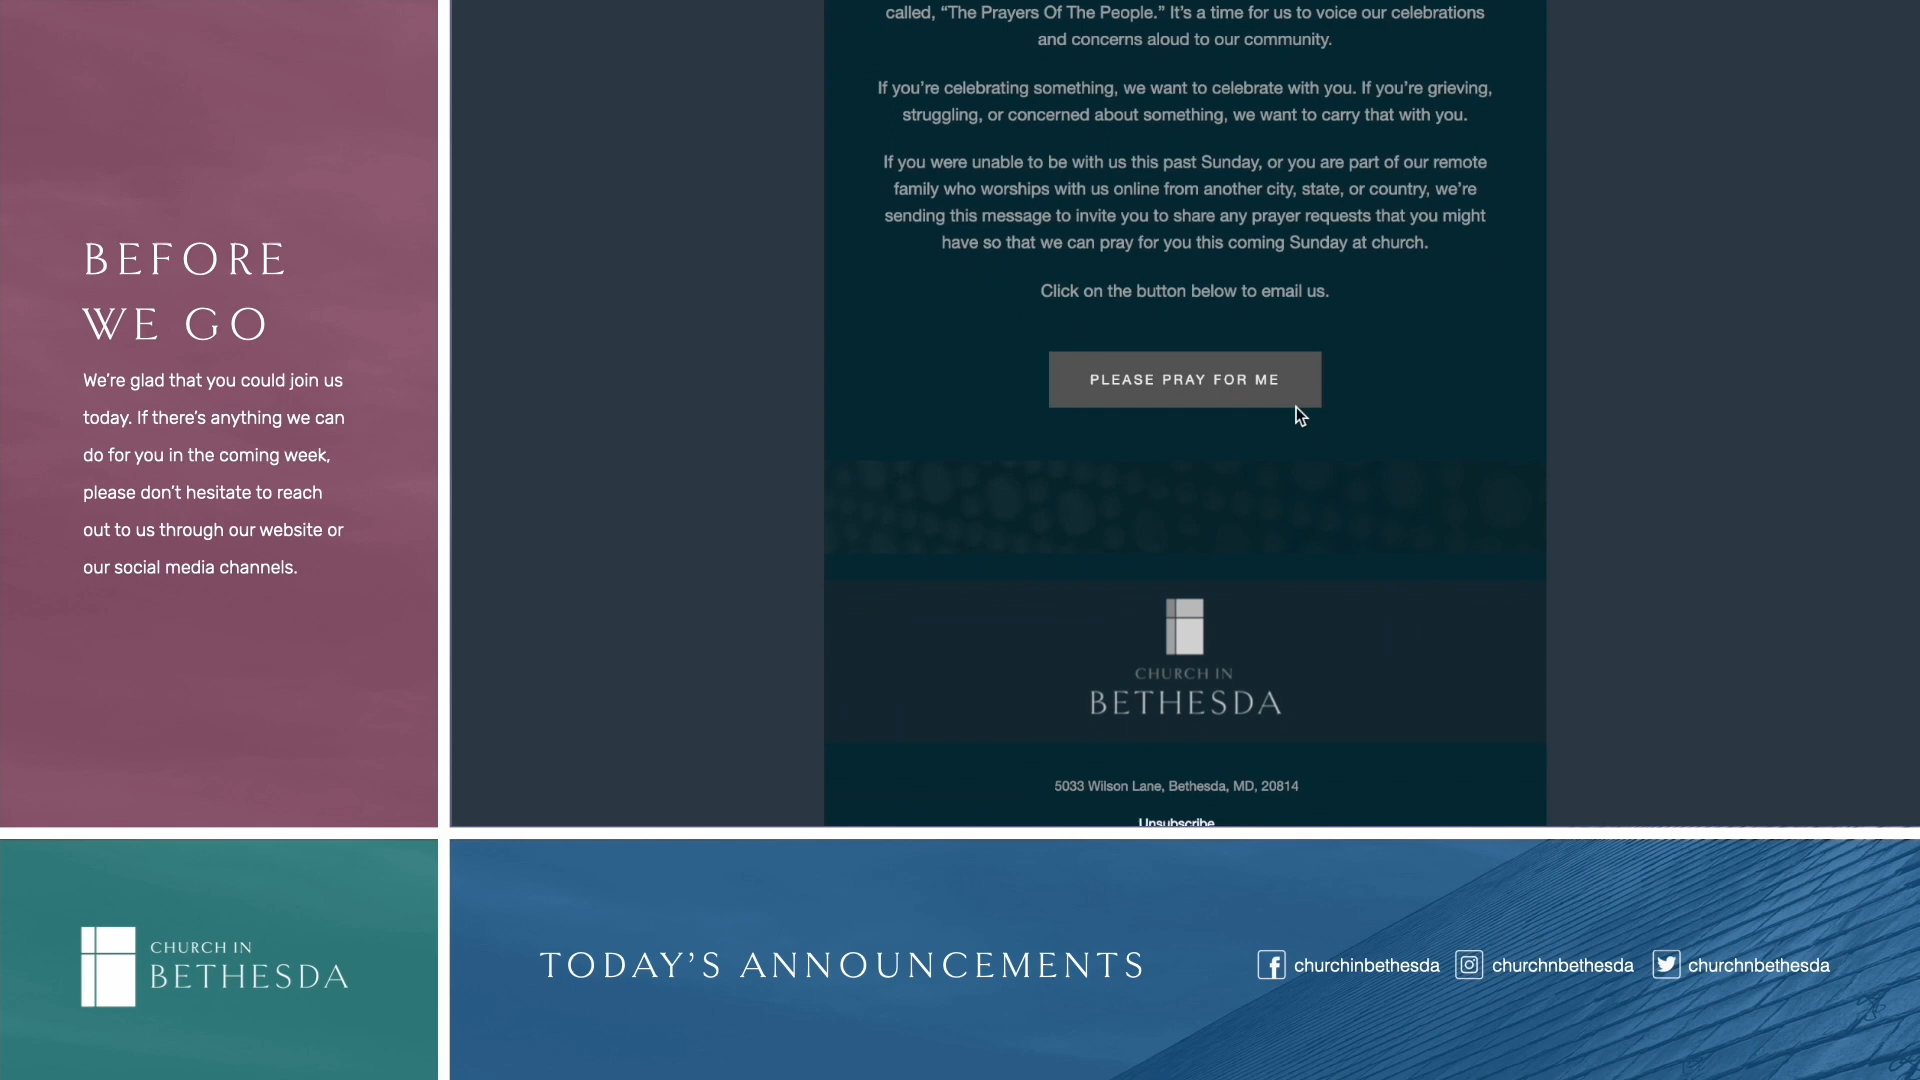 BEFORE
WE GO
We’re glad that you could join us
today. If there’s anything we can
do for you in the coming week,
please don’t hesitate to reach
out to us through our website or
our social media channels.
called, “The Prayers Of The People.” It’s a time for us to voice our celebrations
and concerns aloud to our community.
If you’re celebrating something, we want to celebrate with you. If you’re grieving,
struggling, or concerned about something, we want to carry that with you.
If you were unable to be with us this past Sunday, or you are part of our remote
family who worships with us online from another city, state, or country, we’re
sending this message to invite you to share any prayer requests that you might
have so that we can pray for you this coming Sunday at church.
Click on the button below to email us.
PLEASE PRAY FOR ME
CHURCH IN
BETHESDA
5033 Wilson Lane, Bethesda, MD, 20814
Unsubscribe
CHURCH IN
BETHESDA
TODAY’S ANNOUNCEMENTS
churchinbethesda
churchnbethesda
churchnbethesda